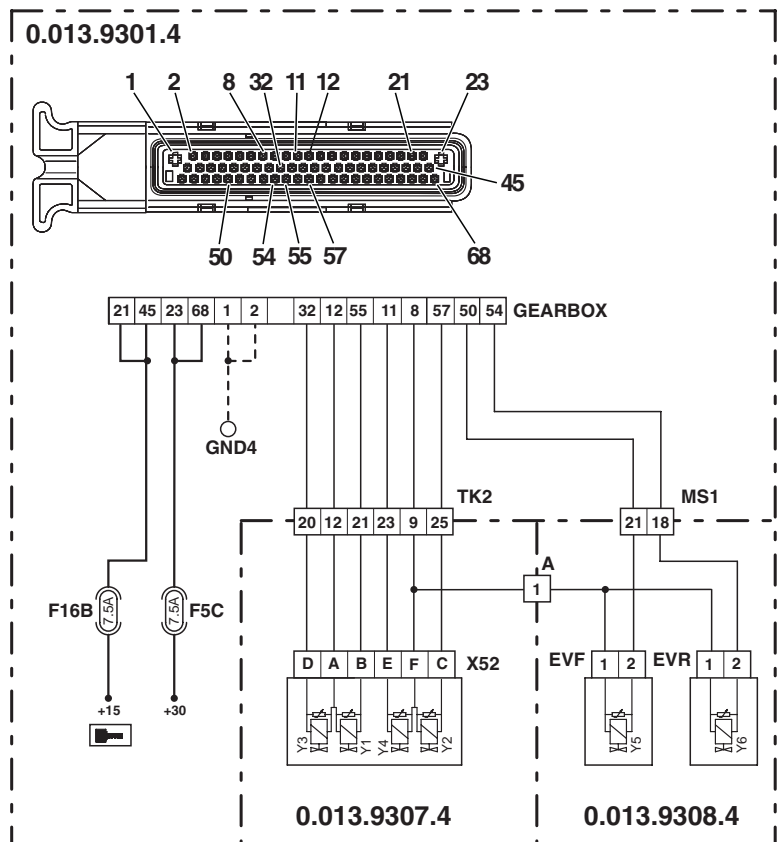 0.013.9301.4
1 2 8 32 11 12 21 23
45
50 54 55 57 68
21 45 23 68 1 2 32 12 55 11 8 57 50 54 GEARBOX
GND4
TK2 MS1
20 12 21 23 9 25 21 18
A
1
F16B 7.5A 7.5A F5C
D A B E F C X52 EVF 1 2 EVR 1 2
+15 +30
Y3 Y1 Y4 Y2 Y5 Y6
0.013.9307.4 0.013.9308.4